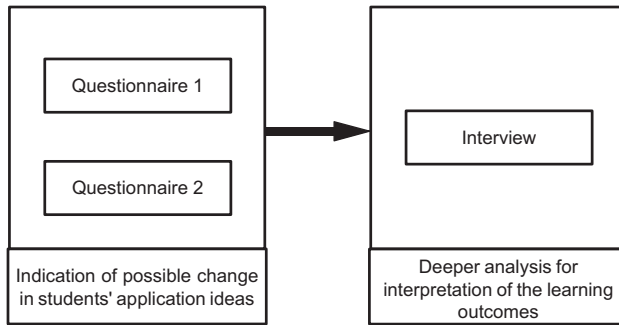 Questionnaire 1
Questionnaire 2
Indication of possible change
in students' application ideas
Interview
Deeper analysis for
interpretation of the learning
outcomes